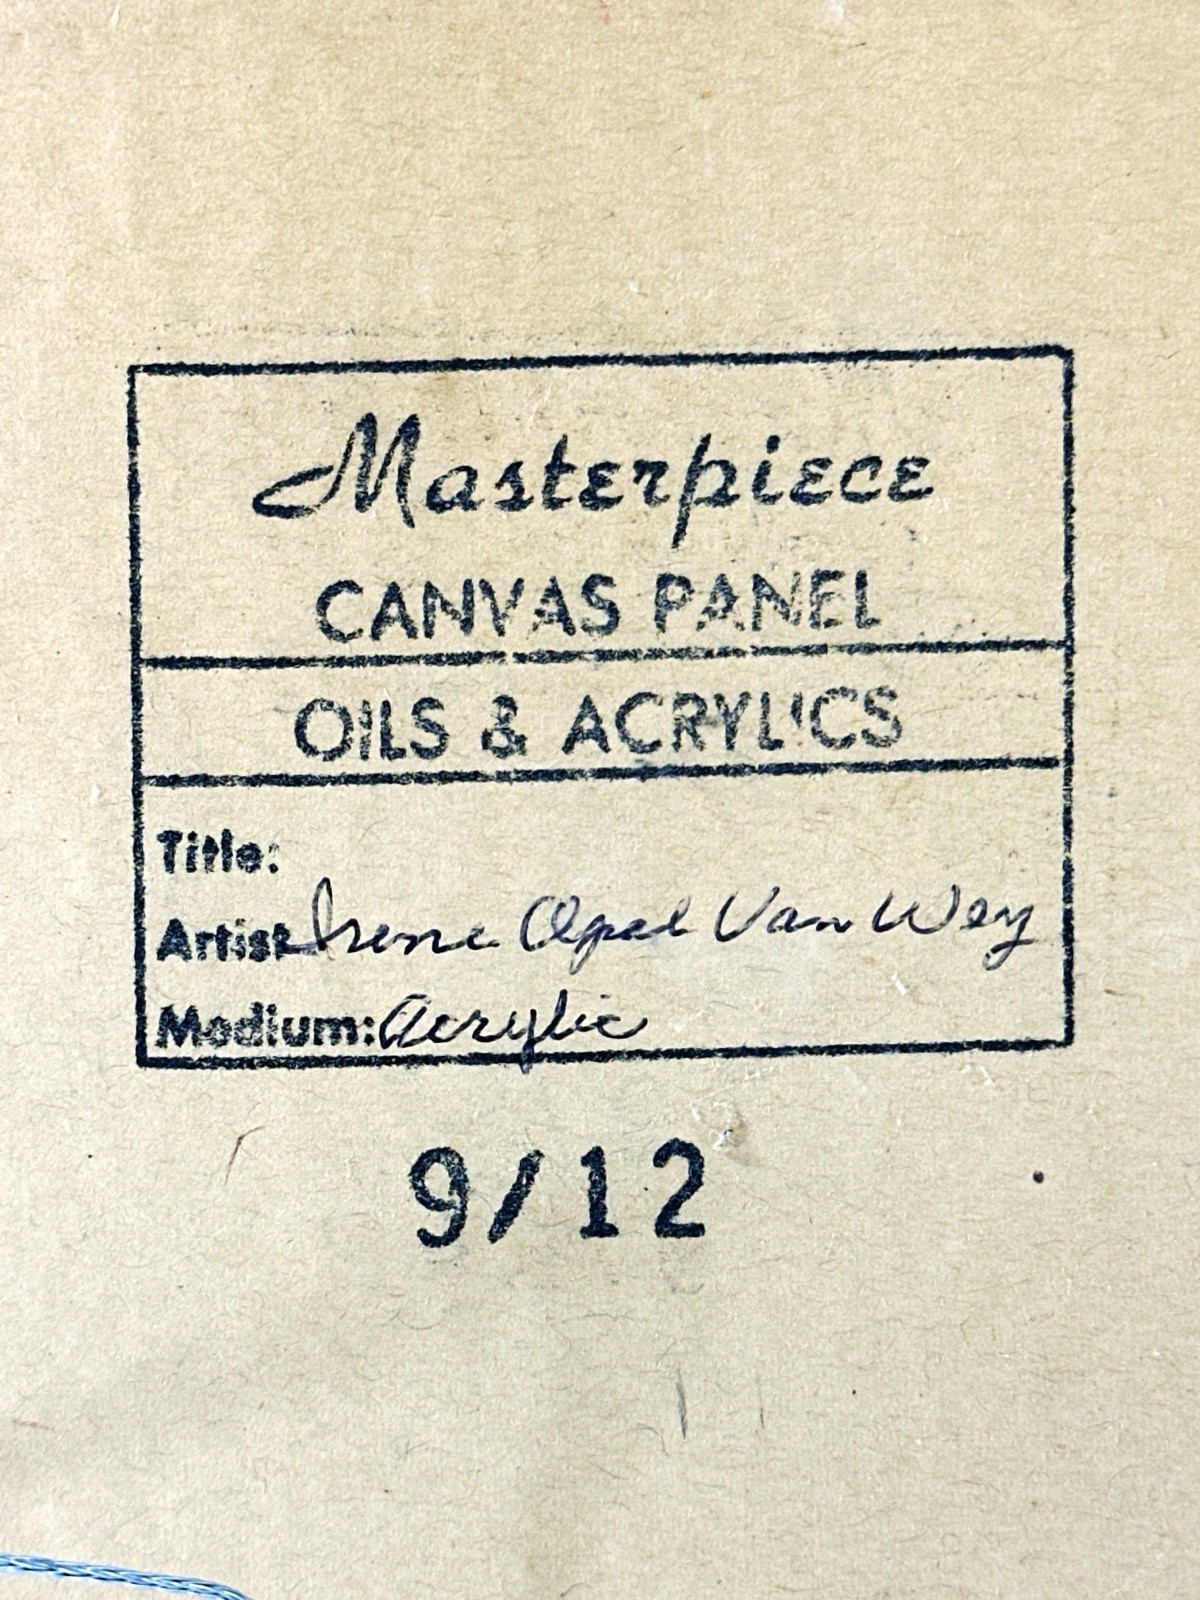 Masterpiece
CANVAS PANEL
OILS & ACRYLICS
Title:
Artist Irene Opal Van Wey
Medium: Acrylic
9/12